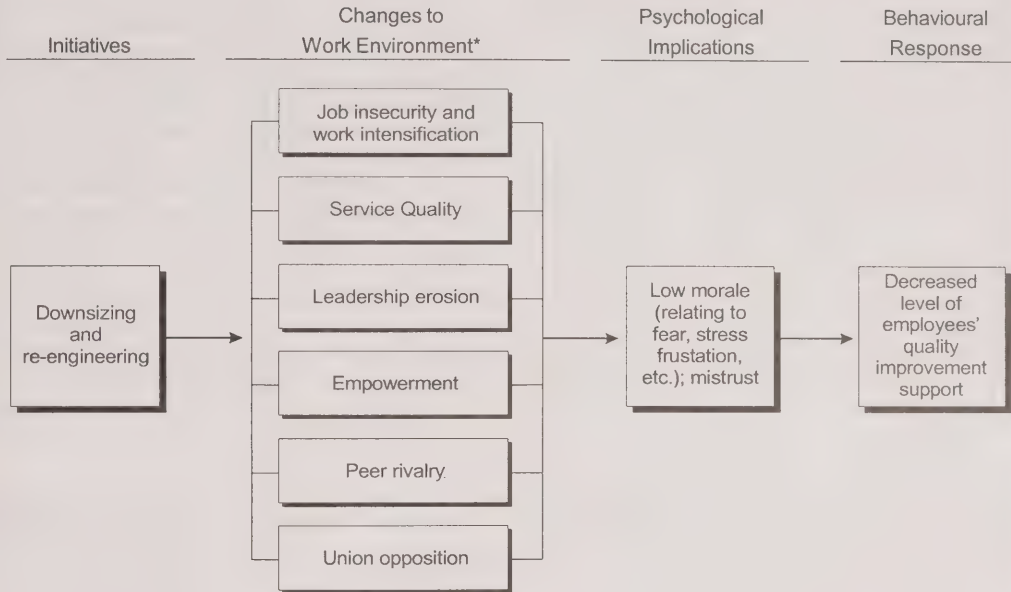 Initiatives
Changes to
Work Environment*
Psychological
Implications
Behavioural
Response
Downsizing
and
re-engineering
Job insecurity and
work intensification
Service Quality
Leadership erosion
Empowerment
Peer rivalry.
Union opposition
Low morale
(relating to
fear, stress
frustation,
etc.); mistrust
Decreased
level of
employees'
quality
improvement
support